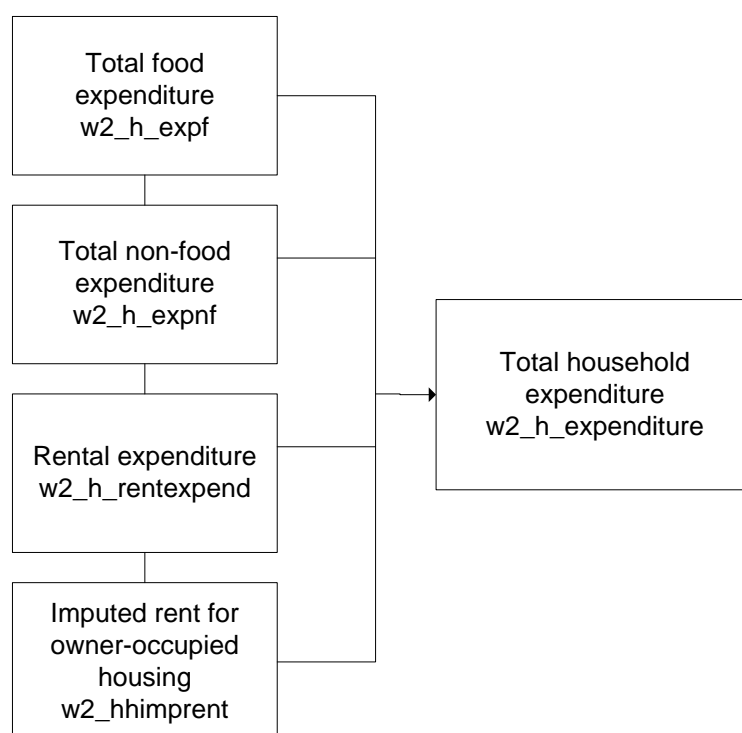 Total food
expenditure
w2_h_expf
Total non-food
expenditure
w2_h_expnf
Rental expenditure
w2_h_rentexpend
Imputed rent for
owner-occupied
housing
w2_hhimprent
Total household
expenditure
w2_h_expenditure